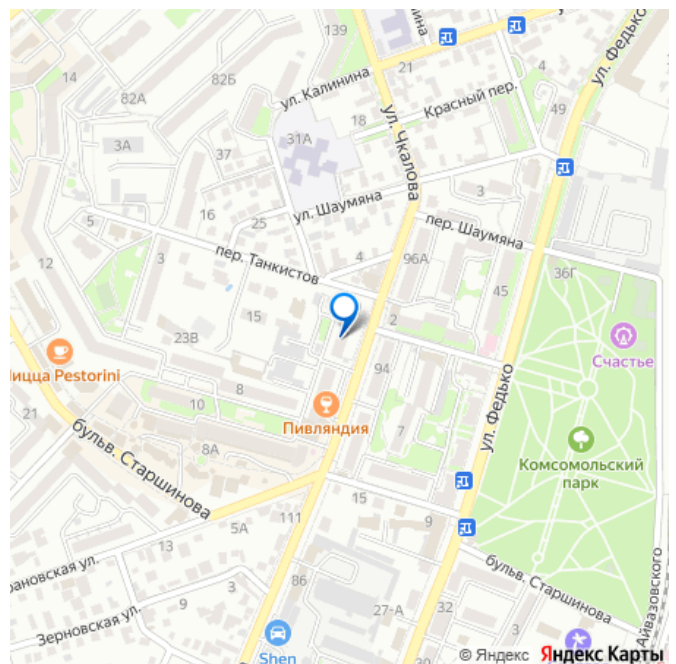 139
14
82Б
82А
ул. Калинина
21
4
ул. Федько
Красный пер.
49
18
ул. Чкалова
31А
3А
37
3
16
25
ул. Шаумяна
5
пер. Шаумяна
пер. Танкистов
4
96А
12
3
36Г
45
15
2
23В
Счастье
Пицца Pestorini
94
8
ул. Федько
21
10
Пивляндия
7
8А
Комсомольский
парк
бульв. Старшинова
15
5А
111
9
13
86
бульв. Старшинова
3
9
Зерновская ул.
27-А
32
3
Айвазовского
Shen
© Яндекс Яндекс Карты